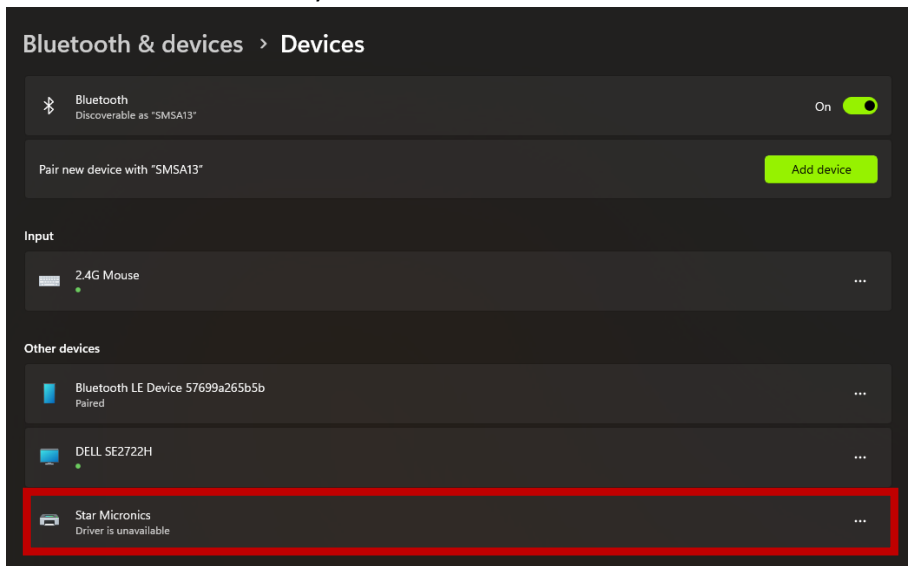 Bluetooth & devices > Devices
Bluetooth
Discoverable as "SMSA13"
On
Pair new device with "SMSA13"
Add device
Input
2.4G Mouse
Other devices
Bluetooth LE Device 57699a265b5b
Paired
DELL SE2722H
Star Micronics
Driver is unavailable